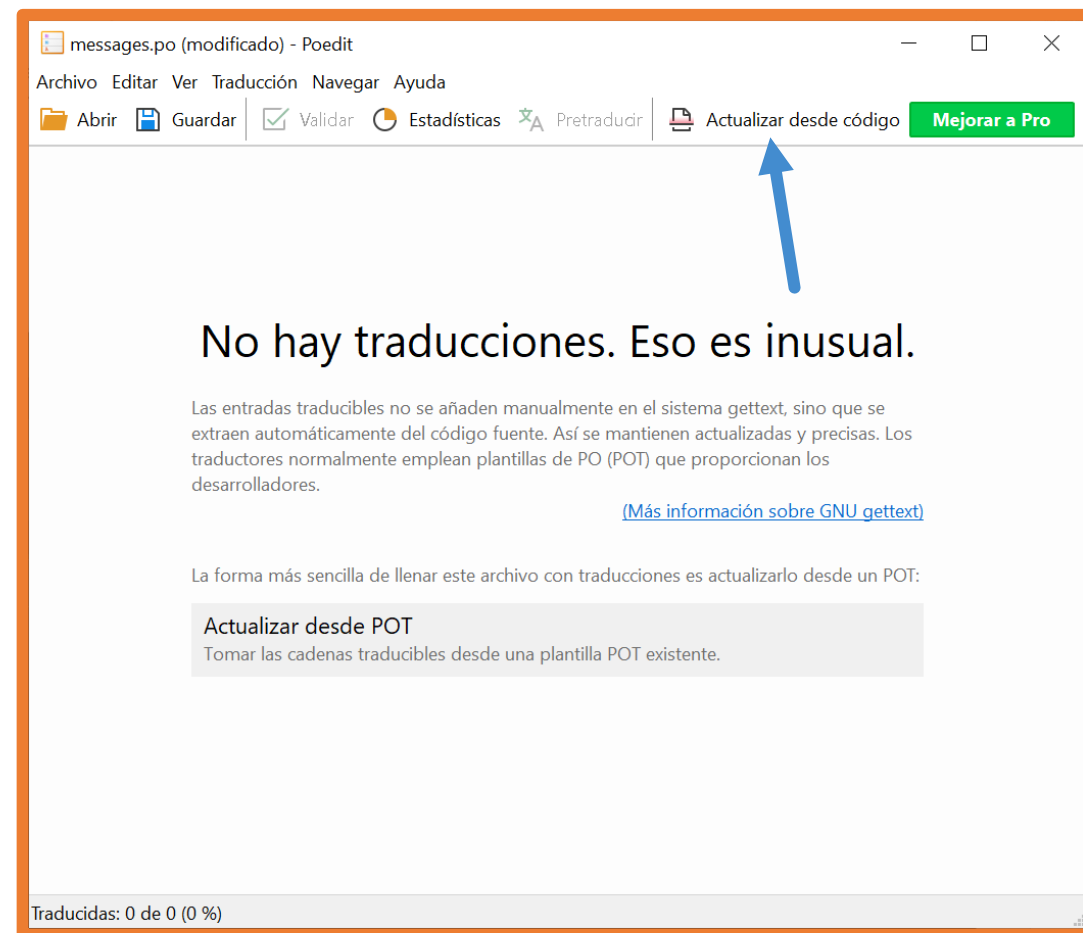 messages.po (modificado) - Poedit
Archivo Editar Ver Traducción Navegar Ayuda
Abrir Guardar Validar Estadísticas Pretraducir Actualizar desde código Mejorar a Pro
No hay traducciones. Eso es inusual.
Las entradas traducibles no se añaden manualmente en el sistema gettext, sino que se
extraen automáticamente del código fuente. Así se mantienen actualizadas y precisas. Los
traductores normalmente emplean plantillas de PO (POT) que proporcionan los
desarrolladores.
(Más información sobre GNU gettext)
La forma más sencilla de llenar este archivo con traducciones es actualizarlo desde un POT:
Actualizar desde POT
Tomar las cadenas traducibles desde una plantilla POT existente.
Traducidas: 0 de 0 (0 %)